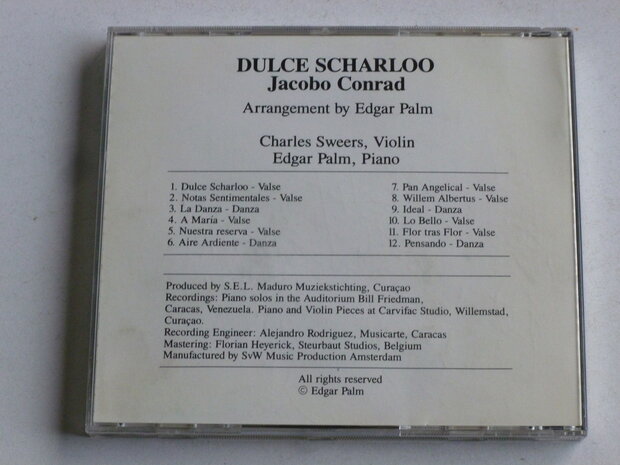 DULCE SCHARLOO
Jacobo Conrad
Arrangement by Edgar Palm
Charles Sweers, Violin
Edgar Palm, Piano
1. Dulce Scharloo - Valse
2. Notas Sentimentales - Valse
3. La Danza - Danza
4. A Maria - Valse
5. Nuestra reserva - Valse
6. Aire Ardiente - Danza
7. Pan Angelical - Valse
8. Willem Albertus - Valse
9. Ideal - Danza
10. Lo Bello - Valse
11. Flor tras Flor - Valse
12. Pensando - Danza
Produced by S.E.L. Maduro Muziekstichting, Curaçao
Recordings: Piano solos in the Auditorium Bill Friedman,
Caracas, Venezuela. Piano and Violin Pieces at Carvifac Studio, Willemstad,
Curaçao.
Recording Engineer: Alejandro Rodriguez, Musicarte, Caracas
Mastering: Florian Heyerick, Steurbaut Studios, Belgium
Manufactured by SvW Music Production Amsterdam
All rights reserved
© Edgar Palm